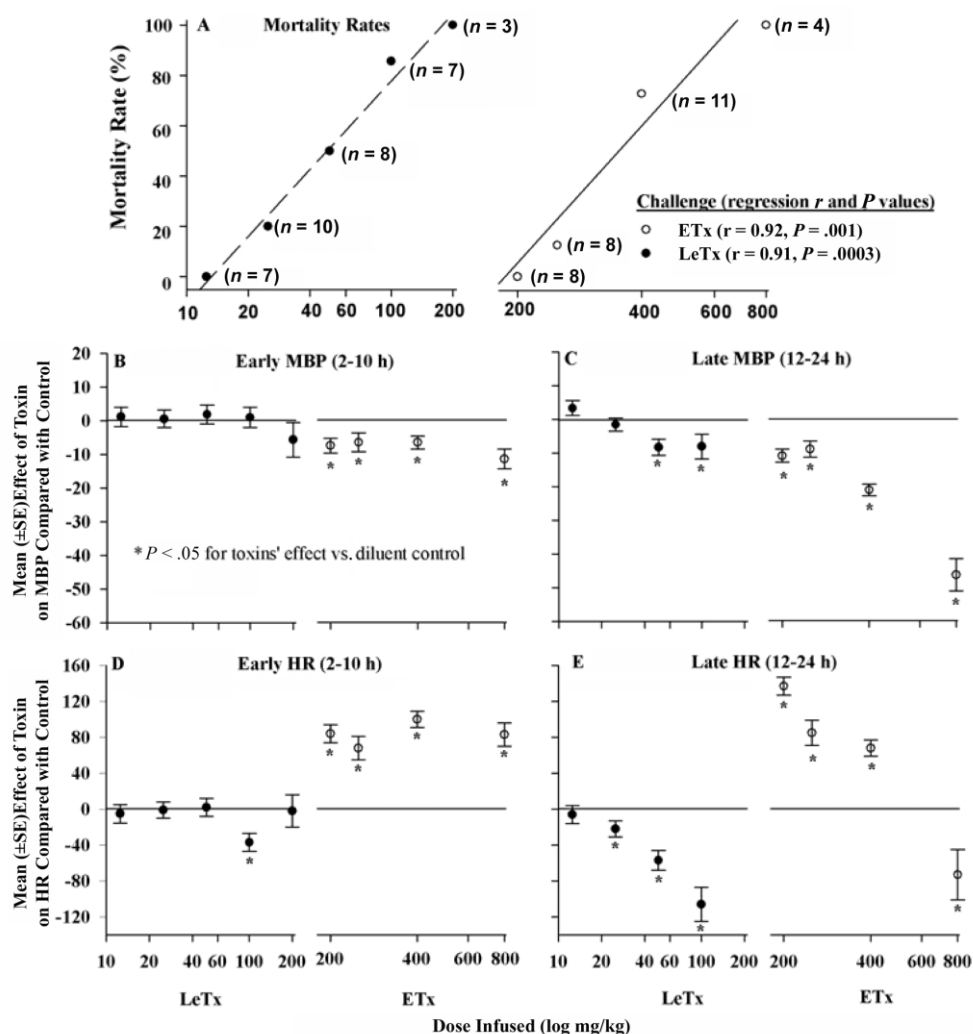 A Mortality Rates
Mortality Rate (%)
100
80
60
40
20
0
(n = 3)
(n = 7)
(n = 8)
(n = 10)
(n = 7)
10 20 40 60 100 200
(n = 4)
(n = 11)
(n = 8)
(n = 8)
Challenge (regression r and P values)
ETx (r = 0.92, P = .001)
LeTx (r = 0.91, P = .0003)
200 400 800
Mean (±SE)Effect of Toxin
on MBP Compared with Control
20
10
0
-10
-20
-30
-40
-50
-60
B Early MBP (2-10 h)
* * * *
* P < .05 for toxins' effect vs. diluent control
C Late MBP (12-24 h)
* * * * * *
Mean (±SE)Effect of Toxin
on HR Compared with Control
160
120
80
40
0
-40
-80
-120
D Early HR (2-10 h)
* * * * *
10 20 40 100 200 200 400 800
LeTx ETx
E Late HR (12-24 h)
* * * * * * *
10 20 40 100 200 200 400 800
LeTx ETx
Dose Infused (log mg/kg)